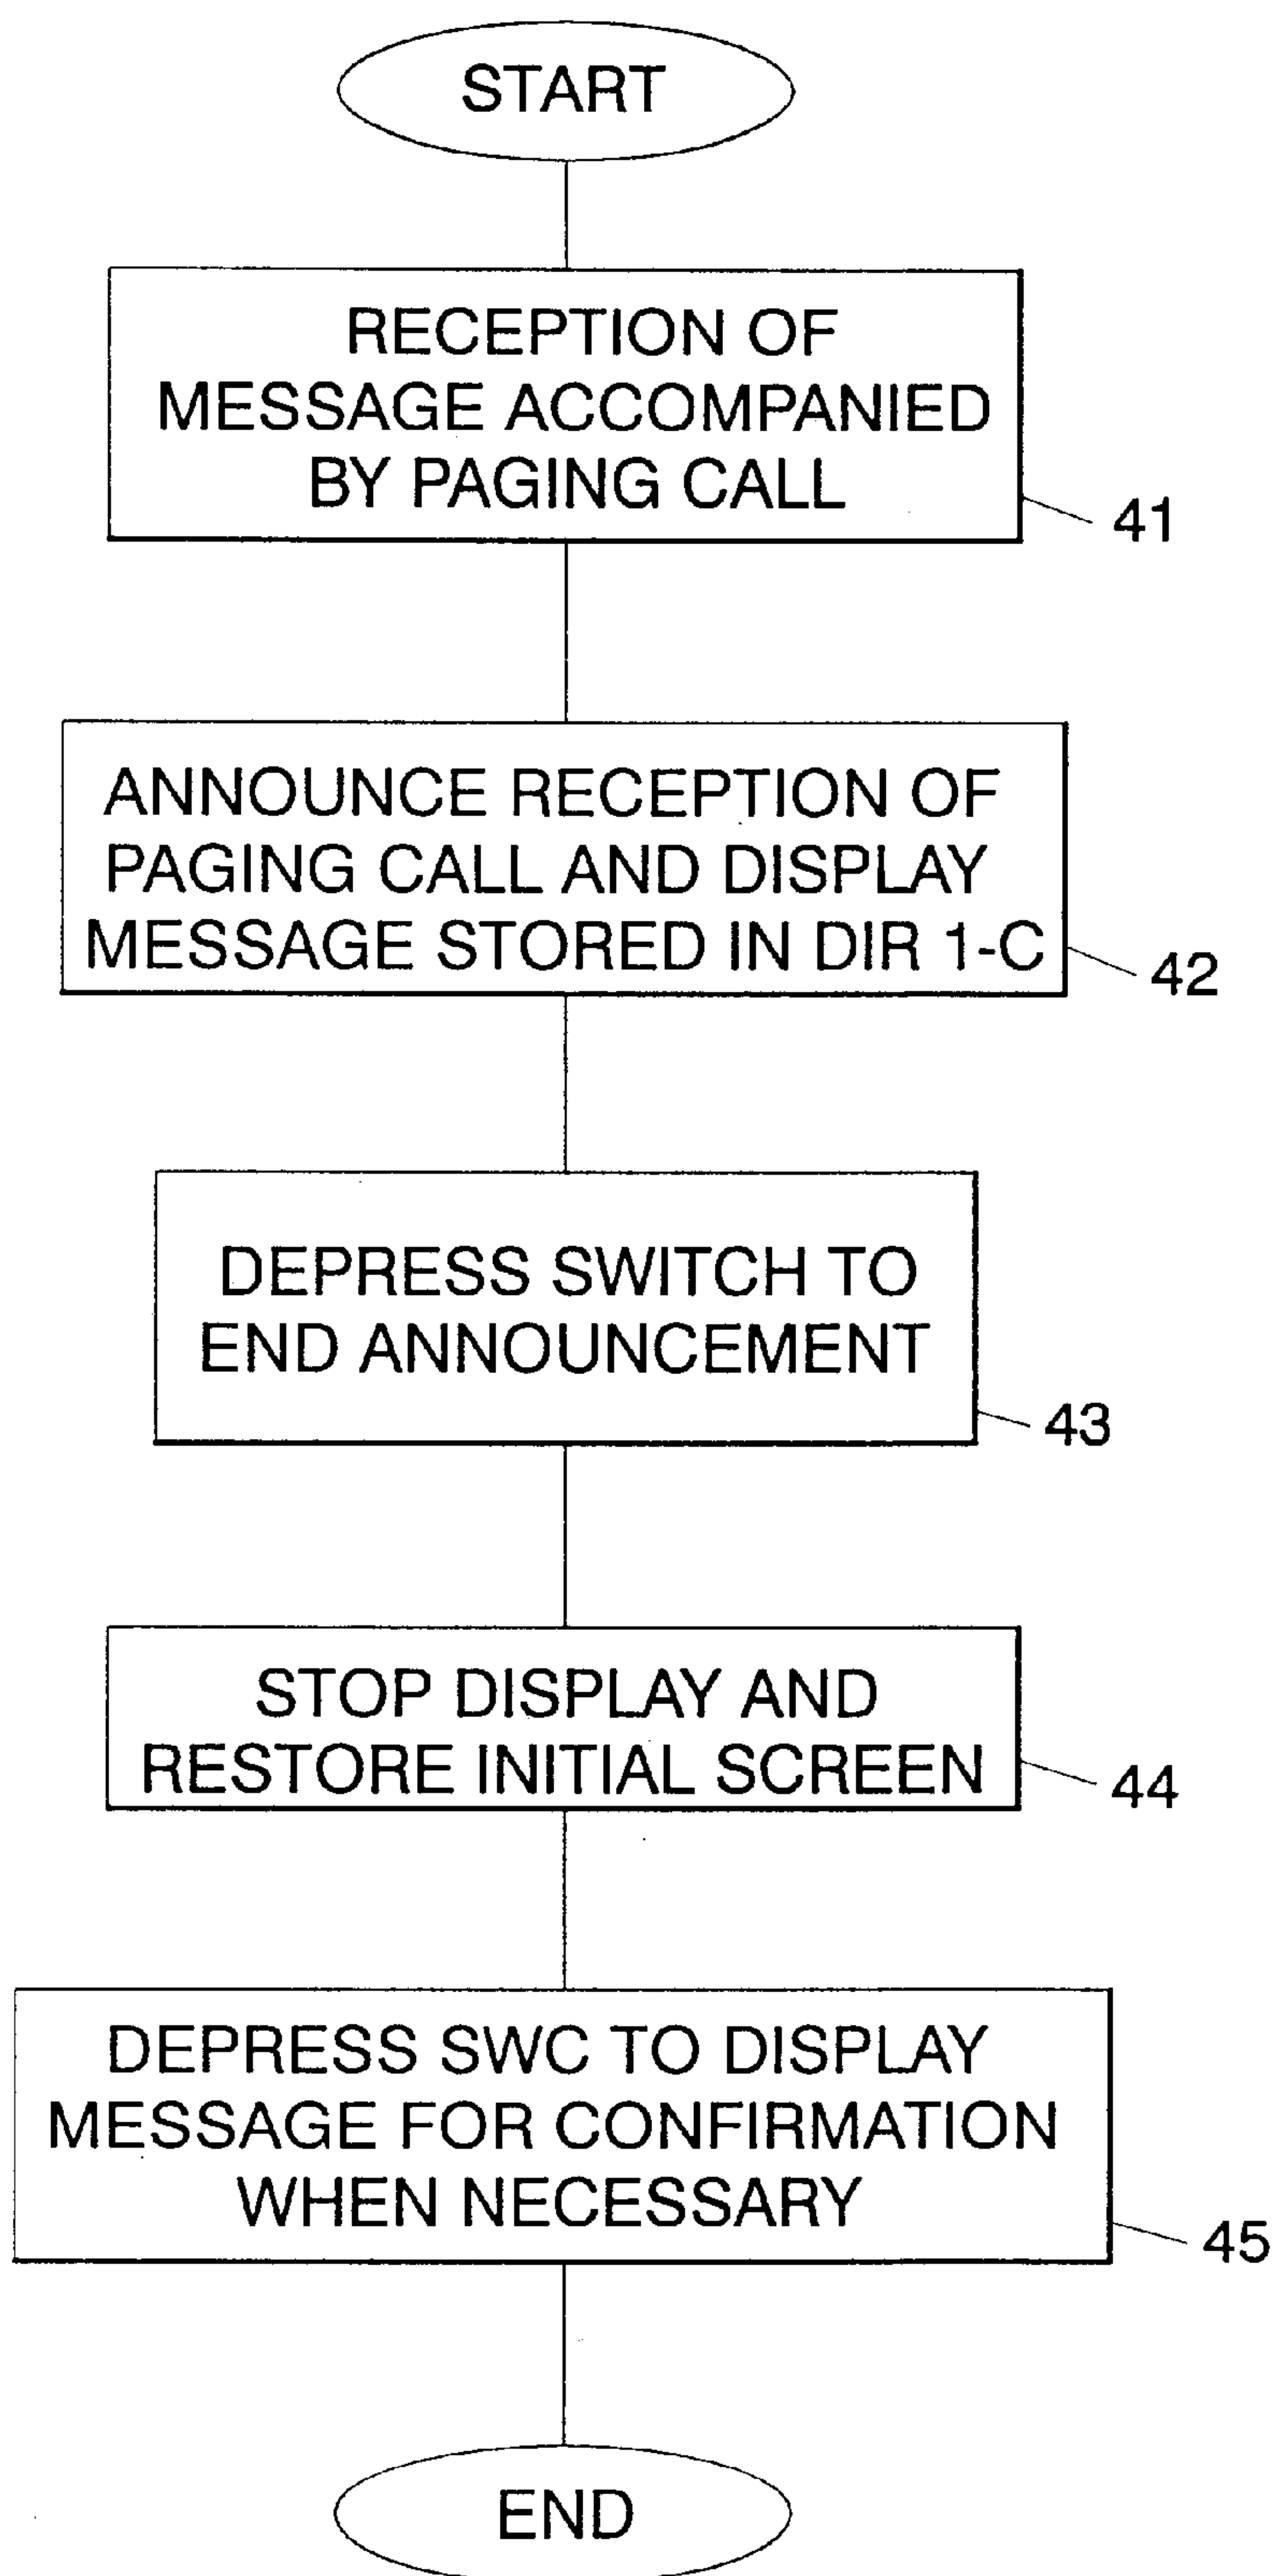 START
RECEPTION OF
MESSAGE ACCOMPANIED
BY PAGING CALL
41
ANNOUNCE RECEPTION OF
PAGING CALL AND DISPLAY
MESSAGE STORED IN DIR 1-C
42
DEPRESS SWITCH TO
END ANNOUNCEMENT
43
STOP DISPLAY AND
RESTORE INITIAL SCREEN
44
DEPRESS SWC TO DISPLAY
MESSAGE FOR CONFIRMATION
WHEN NECESSARY
45
END